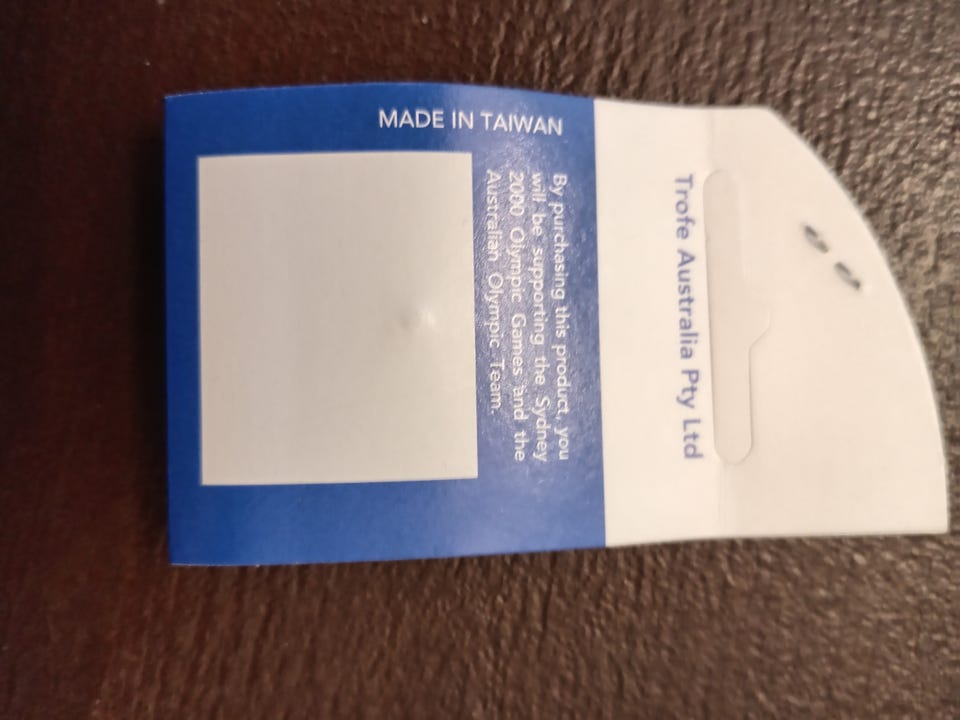 Trofe Australia Pty Ltd
By purchasing this product, you
will be supporting the Sydney
2000 Olympic Games and the
Australian Olympic Team.
MADE IN TAIWAN